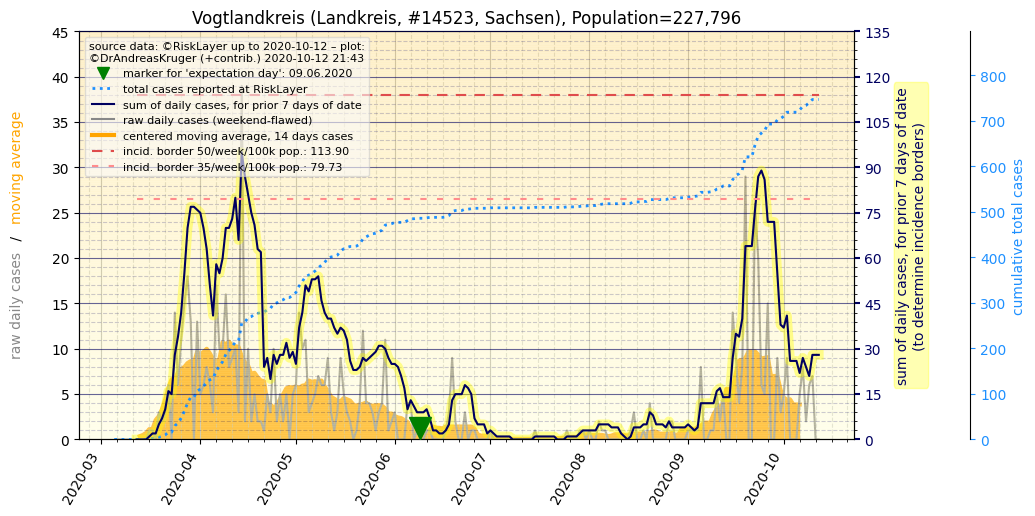 Vogtlandkreis (Landkreis, #14523, Sachsen), Population=227,796
source data: ©RiskLayer up to 2020-10-12 – plot:
©DrAndreasKruger (+contrib.) 2020-10-12 21:43
marker for 'expectation day': 09.06.2020
total cases reported at RiskLayer
sum of daily cases, for prior 7 days of date
raw daily cases (weekend-flawed)
centered moving average, 14 days cases
incid. border 50/week/100k pop.: 113.90
incid. border 35/week/100k pop.: 79.73
raw daily cases / moving average
45
40
35
30
25
20
15
10
5
0
135
120
105
90
75
60
45
30
15
0
sum of daily cases, for prior 7 days of date
(to determine incidence borders)
800
700
600
500
400
300
200
100
0
cumulative total cases
2020-03
2020-04
2020-05
2020-06
2020-07
2020-08
2020-09
2020-10